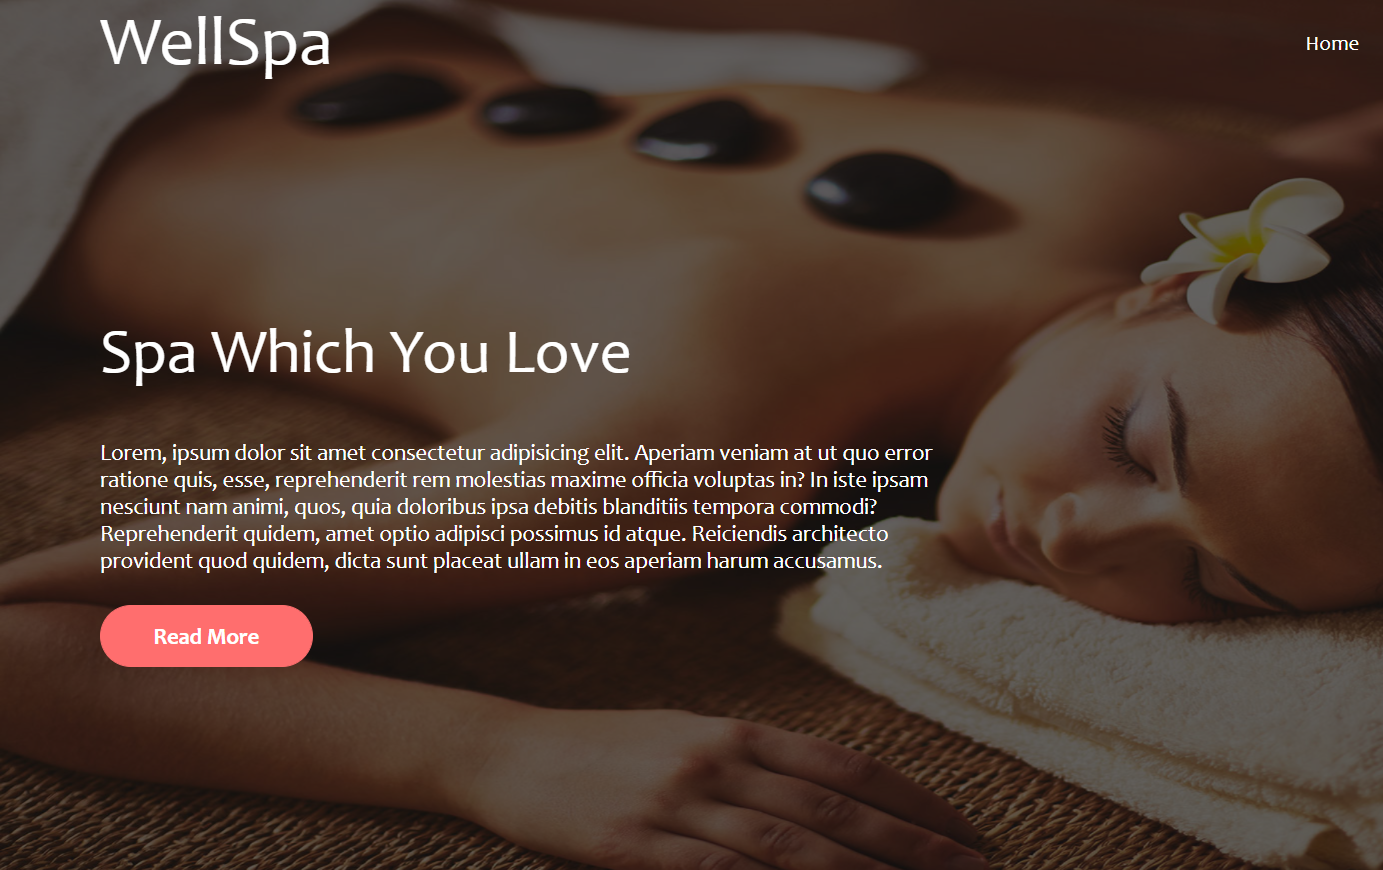 WellSpa
Home
Spa Which You Love
Lorem, ipsum dolor sit amet consectetur adipisicing elit. Aperiam veniam at ut quo error
ratione quis, esse, reprehenderit rem molestias maxime officia voluptas in? In iste ipsam
nesciunt nam animi, quos, quia doloribus ipsa debitis blanditiis tempora commodi?
Reprehenderit quidem, amet optio adipisci possimus id atque. Reiciendis architecto
provident quod quidem, dicta sunt placeat ullam in eos aperiam harum accusamus.
Read More